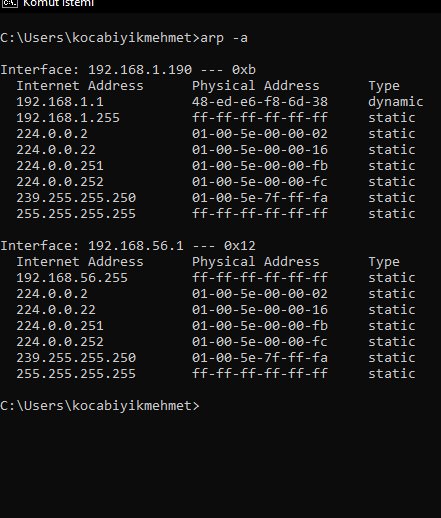 Komut İstemi
C:\Users\kocabiyikmehmet>arp -a
Interface: 192.168.1.190 --- 0xb
Internet Address Physical Address Type
192.168.1.1 48-ed-e6-f8-6d-38 dynamic
192.168.1.255 ff-ff-ff-ff-ff-ff static
224.0.0.2 01-00-5e-00-00-02 static
224.0.0.22 01-00-5e-00-00-16 static
224.0.0.251 01-00-5e-00-00-fb static
224.0.0.252 01-00-5e-00-00-fc static
239.255.255.250 01-00-5e-7f-ff-fa static
255.255.255.255 ff-ff-ff-ff-ff-ff static
Interface: 192.168.56.1 --- 0x12
Internet Address Physical Address Type
192.168.56.255 ff-ff-ff-ff-ff-ff static
224.0.0.2 01-00-5e-00-00-02 static
224.0.0.22 01-00-5e-00-00-16 static
224.0.0.251 01-00-5e-00-00-fb static
224.0.0.252 01-00-5e-00-00-fc static
239.255.255.250 01-00-5e-7f-ff-fa static
255.255.255.255 ff-ff-ff-ff-ff-ff static
C:\Users\kocabiyikmehmet>